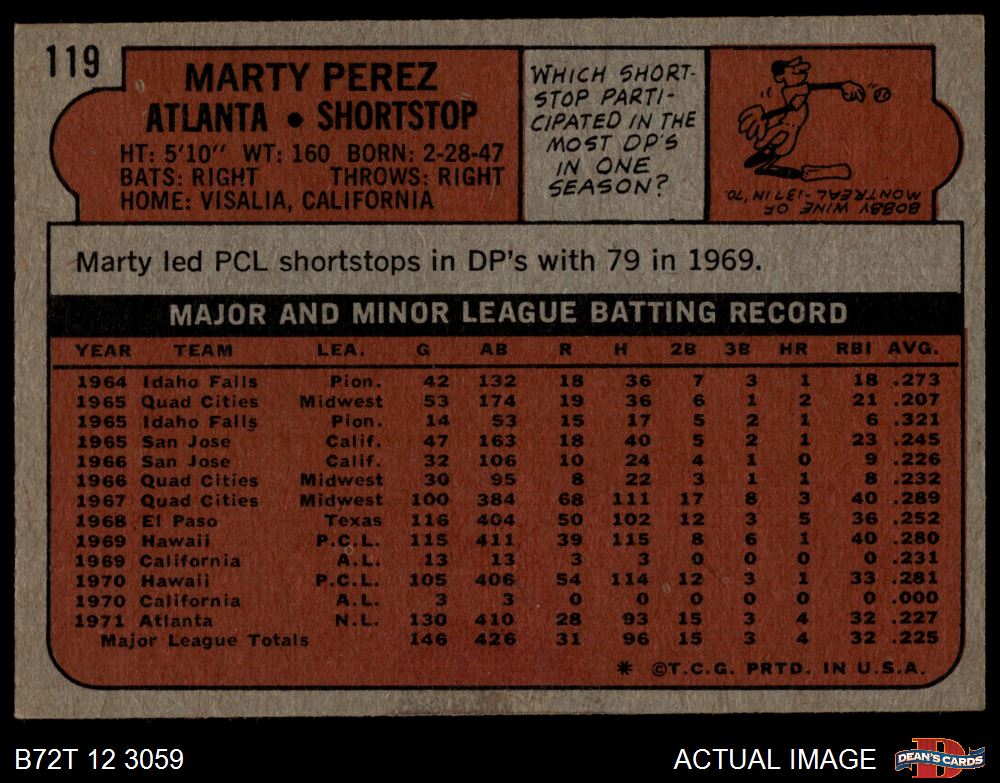 119
MARTY PEREZ
ATLANTA • SHORTSTOP
HT: 5'10" WT: 160 BORN: 2-28-47
BATS: RIGHT THROWS: RIGHT
HOME: VISALIA, CALIFORNIA
WHICH SHORT-
STOP PARTI-
CIPATED IN THE
MOST DP'S
IN ONE
SEASON?
BOBBY WINE OF
MONTREAL-137 IN '70.
Marty led PCL shortstops in DP's with 79 in 1969.
MAJOR AND MINOR LEAGUE BATTING RECORD
YEAR TEAM LEA. G AB R H 2B 3B HR RBI AVG.
1964 Idaho Falls Pion. 42 132 18 36 7 3 1 18 .273
1965 Quad Cities Midwest 53 174 19 36 6 1 2 21 .207
1965 Idaho Falls Pion. 14 53 15 17 5 2 1 6 .321
1965 San Jose Calif. 47 163 18 40 5 2 1 23 .245
1966 San Jose Calif. 32 106 10 24 4 1 0 9 .226
1966 Quad Cities Midwest 30 95 8 22 3 1 1 8 .232
1967 Quad Cities Midwest 100 384 68 111 17 8 3 40 .289
1968 El Paso Texas 116 404 50 102 12 3 5 36 .252
1969 Hawaii P.C.L. 115 411 39 115 8 6 1 40 .280
1969 California A.L. 13 13 3 3 0 0 0 0 .231
1970 Hawaii P.C.L. 105 406 54 114 12 3 1 33 .281
1970 California A.L. 3 3 0 0 0 0 0 0 .000
1971 Atlanta N.L. 130 410 28 93 15 3 4 32 .227
Major League Totals 146 426 31 96 15 3 4 32 .225
* ©T.C.G. PRTD. IN U.S.A.
B72T 12 3059
ACTUAL IMAGE
D
DEAN'S CARDS